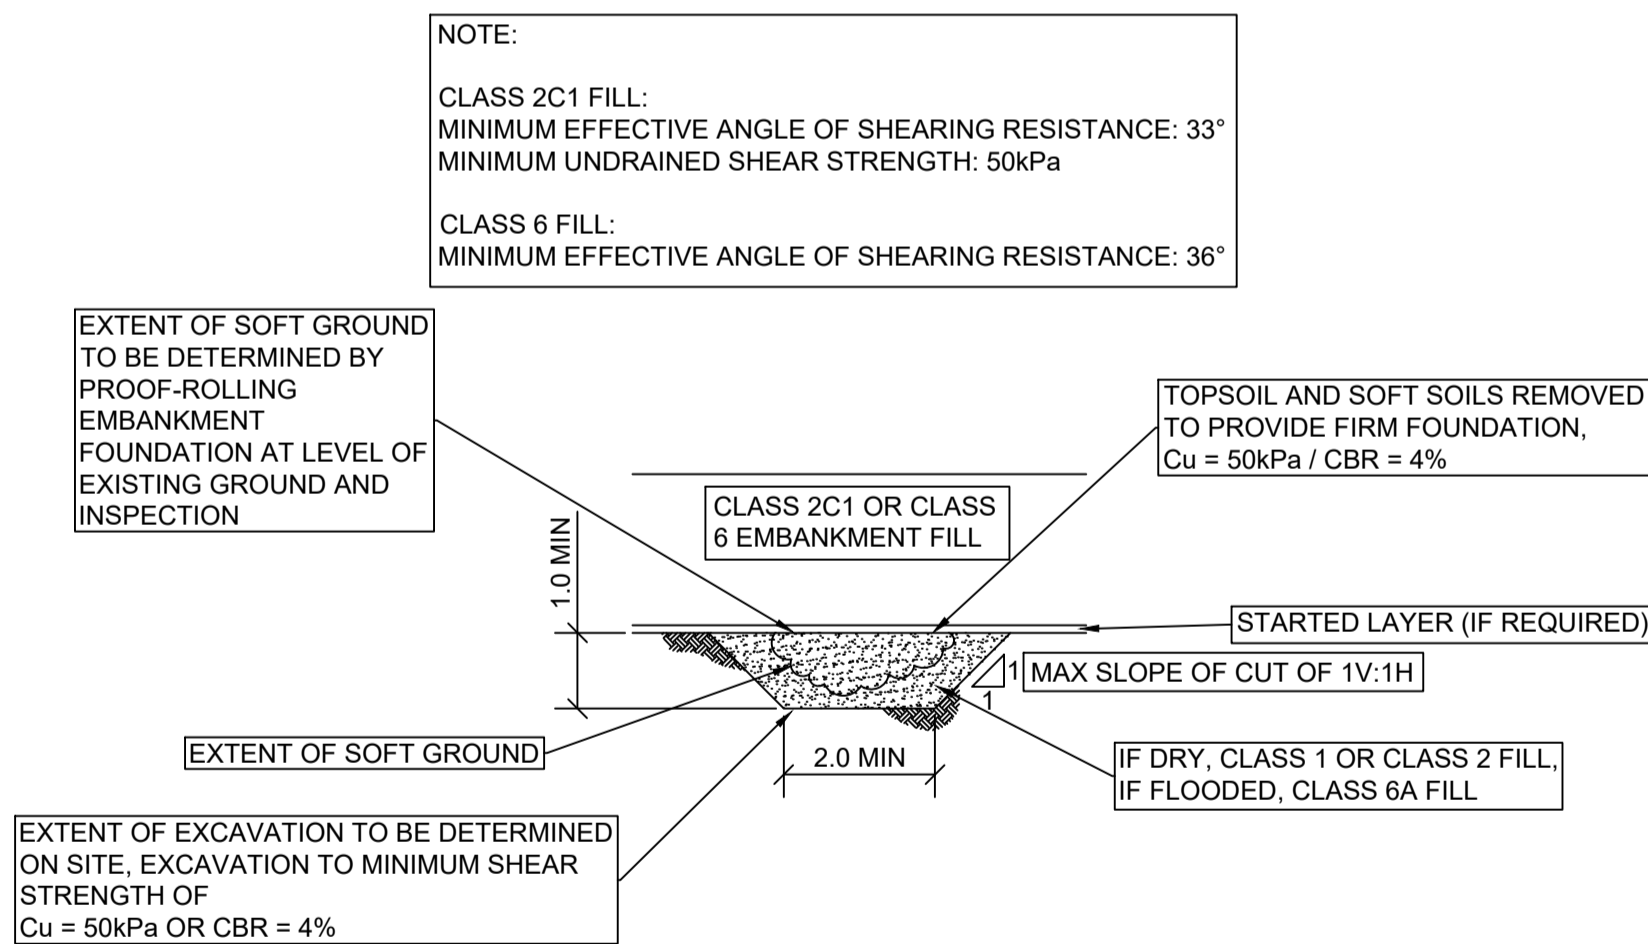 NOTE:
CLASS 2C1 FILL:
MINIMUM EFFECTIVE ANGLE OF SHEARING RESISTANCE: 33°
MINIMUM UNDRAINED SHEAR STRENGTH: 50kPa
CLASS 6 FILL:
MINIMUM EFFECTIVE ANGLE OF SHEARING RESISTANCE: 36°
EXTENT OF SOFT GROUND
TO BE DETERMINED BY
PROOF-ROLLING
EMBANKMENT
FOUNDATION AT LEVEL OF
EXISTING GROUND AND
INSPECTION
TOPSOIL AND SOFT SOILS REMOVED
TO PROVIDE FIRM FOUNDATION,
Cu = 50kPa / CBR = 4%
CLASS 2C1 OR CLASS
6 EMBANKMENT FILL
1.0 MIN
STARTED LAYER (IF REQUIRED)
1
1
MAX SLOPE OF CUT OF 1V:1H
EXTENT OF SOFT GROUND
2.0 MIN
IF DRY, CLASS 1 OR CLASS 2 FILL,
IF FLOODED, CLASS 6A FILL
EXTENT OF EXCAVATION TO BE DETERMINED
ON SITE, EXCAVATION TO MINIMUM SHEAR
STRENGTH OF
Cu = 50kPa OR CBR = 4%